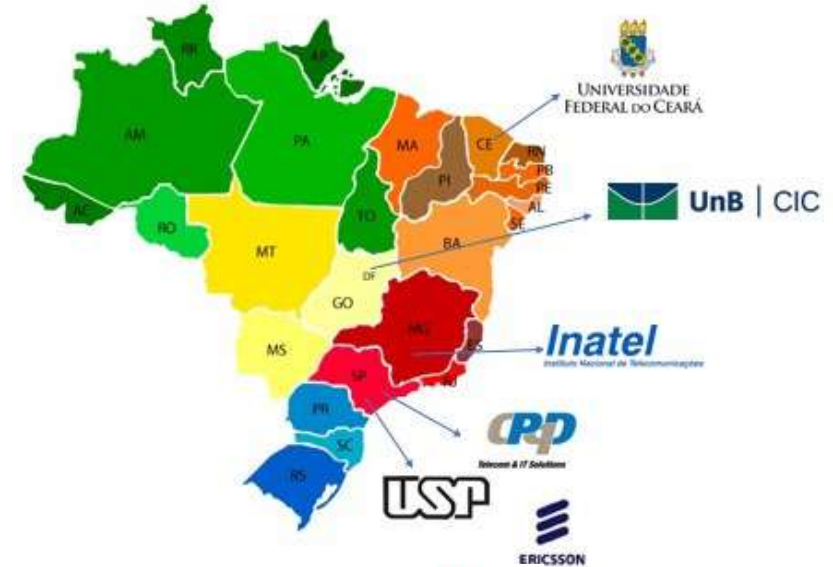 RR
AP
AM
PA
MA
CE
RN
PB
PE
PI
AL
SE
AC
RO
TO
BA
MT
DF
GO
MG
ES
MS
SP
RJ
PR
SC
RS
UNIVERSIDADE
FEDERAL DO CEARÁ
UnB | CIC
Inatel
Instituto Nacional de Telecomunicações
CPqD
Telecom & IT Solutions
USP
ERICSSON